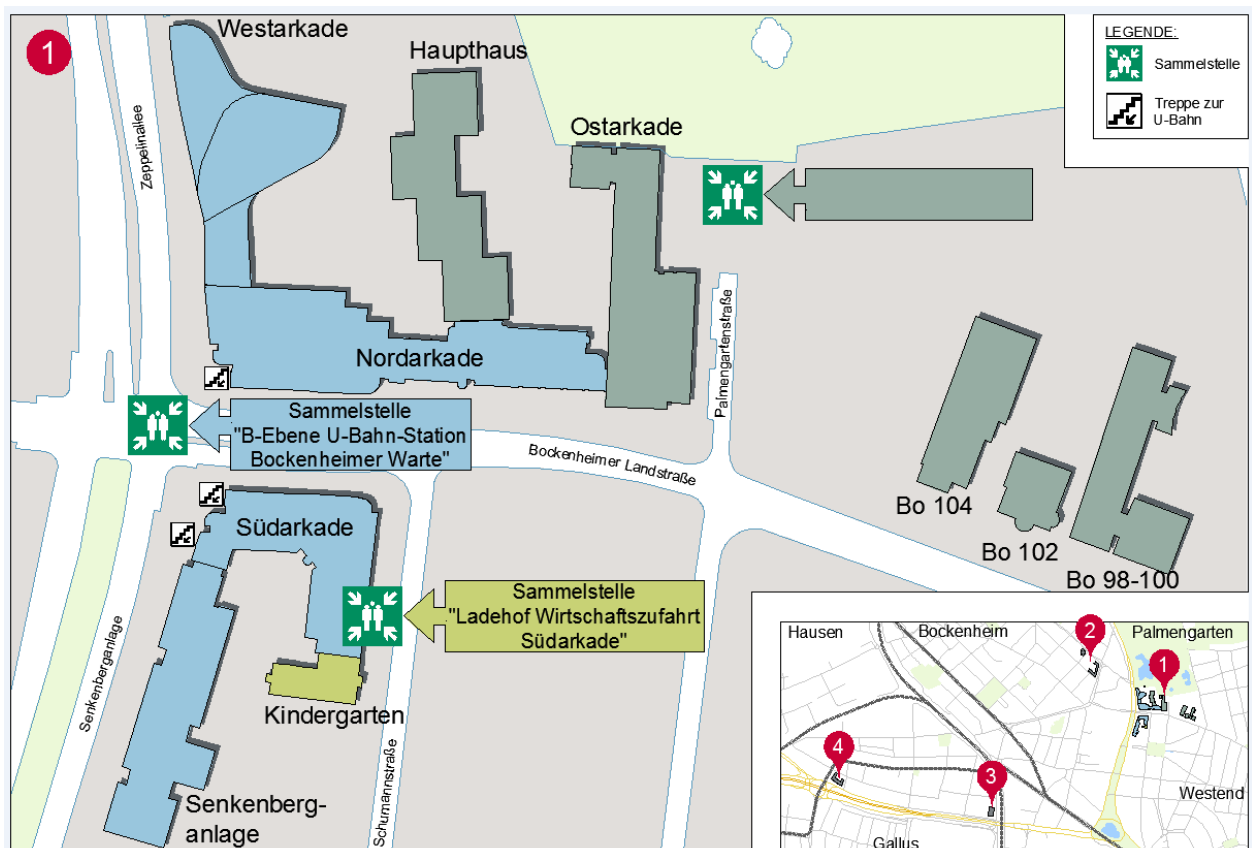 1
Westarkade
Haupthaus
Ostarkade
LEGENDE:
Sammelstelle
Treppe zur
U-Bahn
Zeppelinallee
Nordarkade
Palmengartenstraße
Sammelstelle
"B-Ebene U-Bahn-Station
Bockenheimer Warte"
Bockenheimer Landstraße
Bo 104
Bo 102
Bo 98-100
Südarkade
Sammelstelle
"Ladehof Wirtschaftszufahrt
Südarkade"
Kindergarten
Senkenberganlage
Schumannstraße
Senkenberg-
anlage
Hausen
Bockenheim
2
Palmengarten
1
4
3
Westend
Gallus